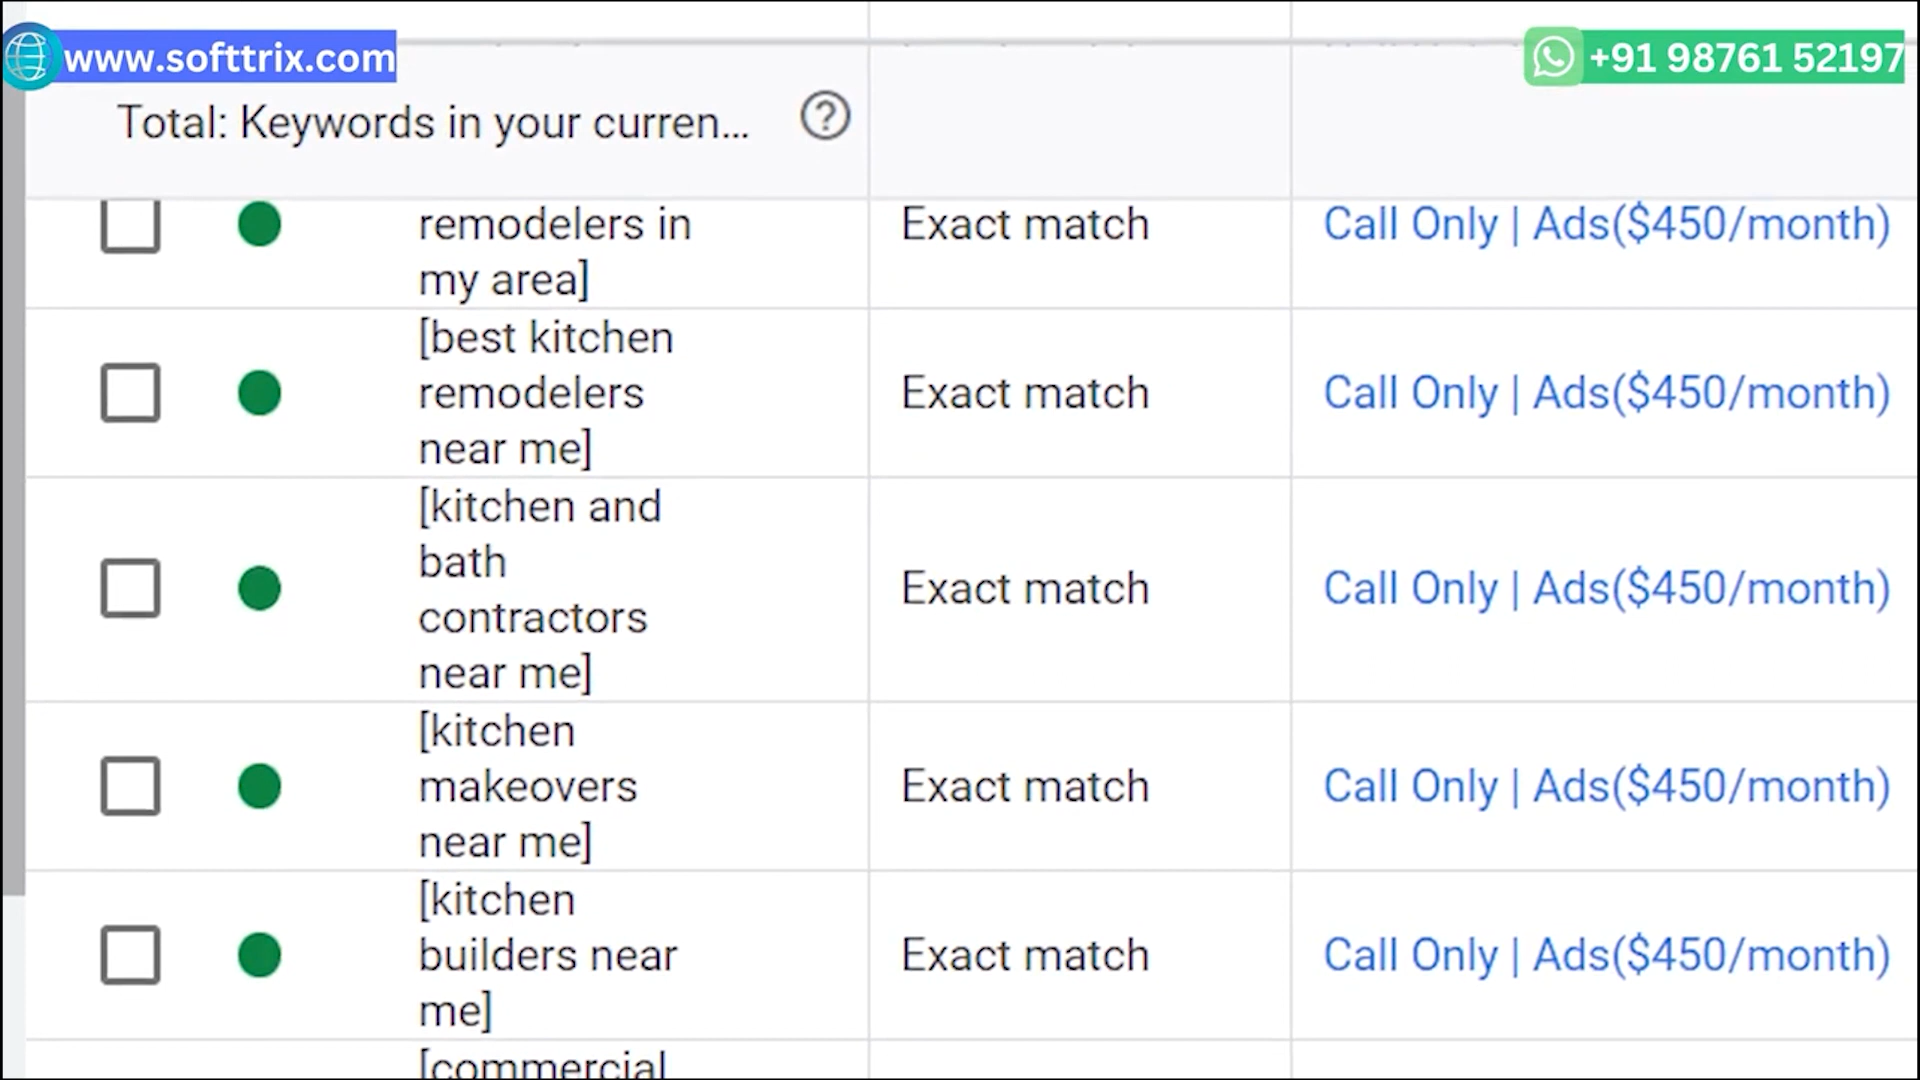 www.softtrix.com
+91 98761 52197
Total: Keywords in your curren...
remodelers in
my area]
Exact match
Call Only | Ads($450/month)
[best kitchen
remodelers
near me]
Exact match
Call Only | Ads($450/month)
[kitchen and
bath
contractors
near me]
Exact match
Call Only | Ads($450/month)
[kitchen
makeovers
near me]
Exact match
Call Only | Ads($450/month)
[kitchen
builders near
me]
Exact match
Call Only | Ads($450/month)
[commercial